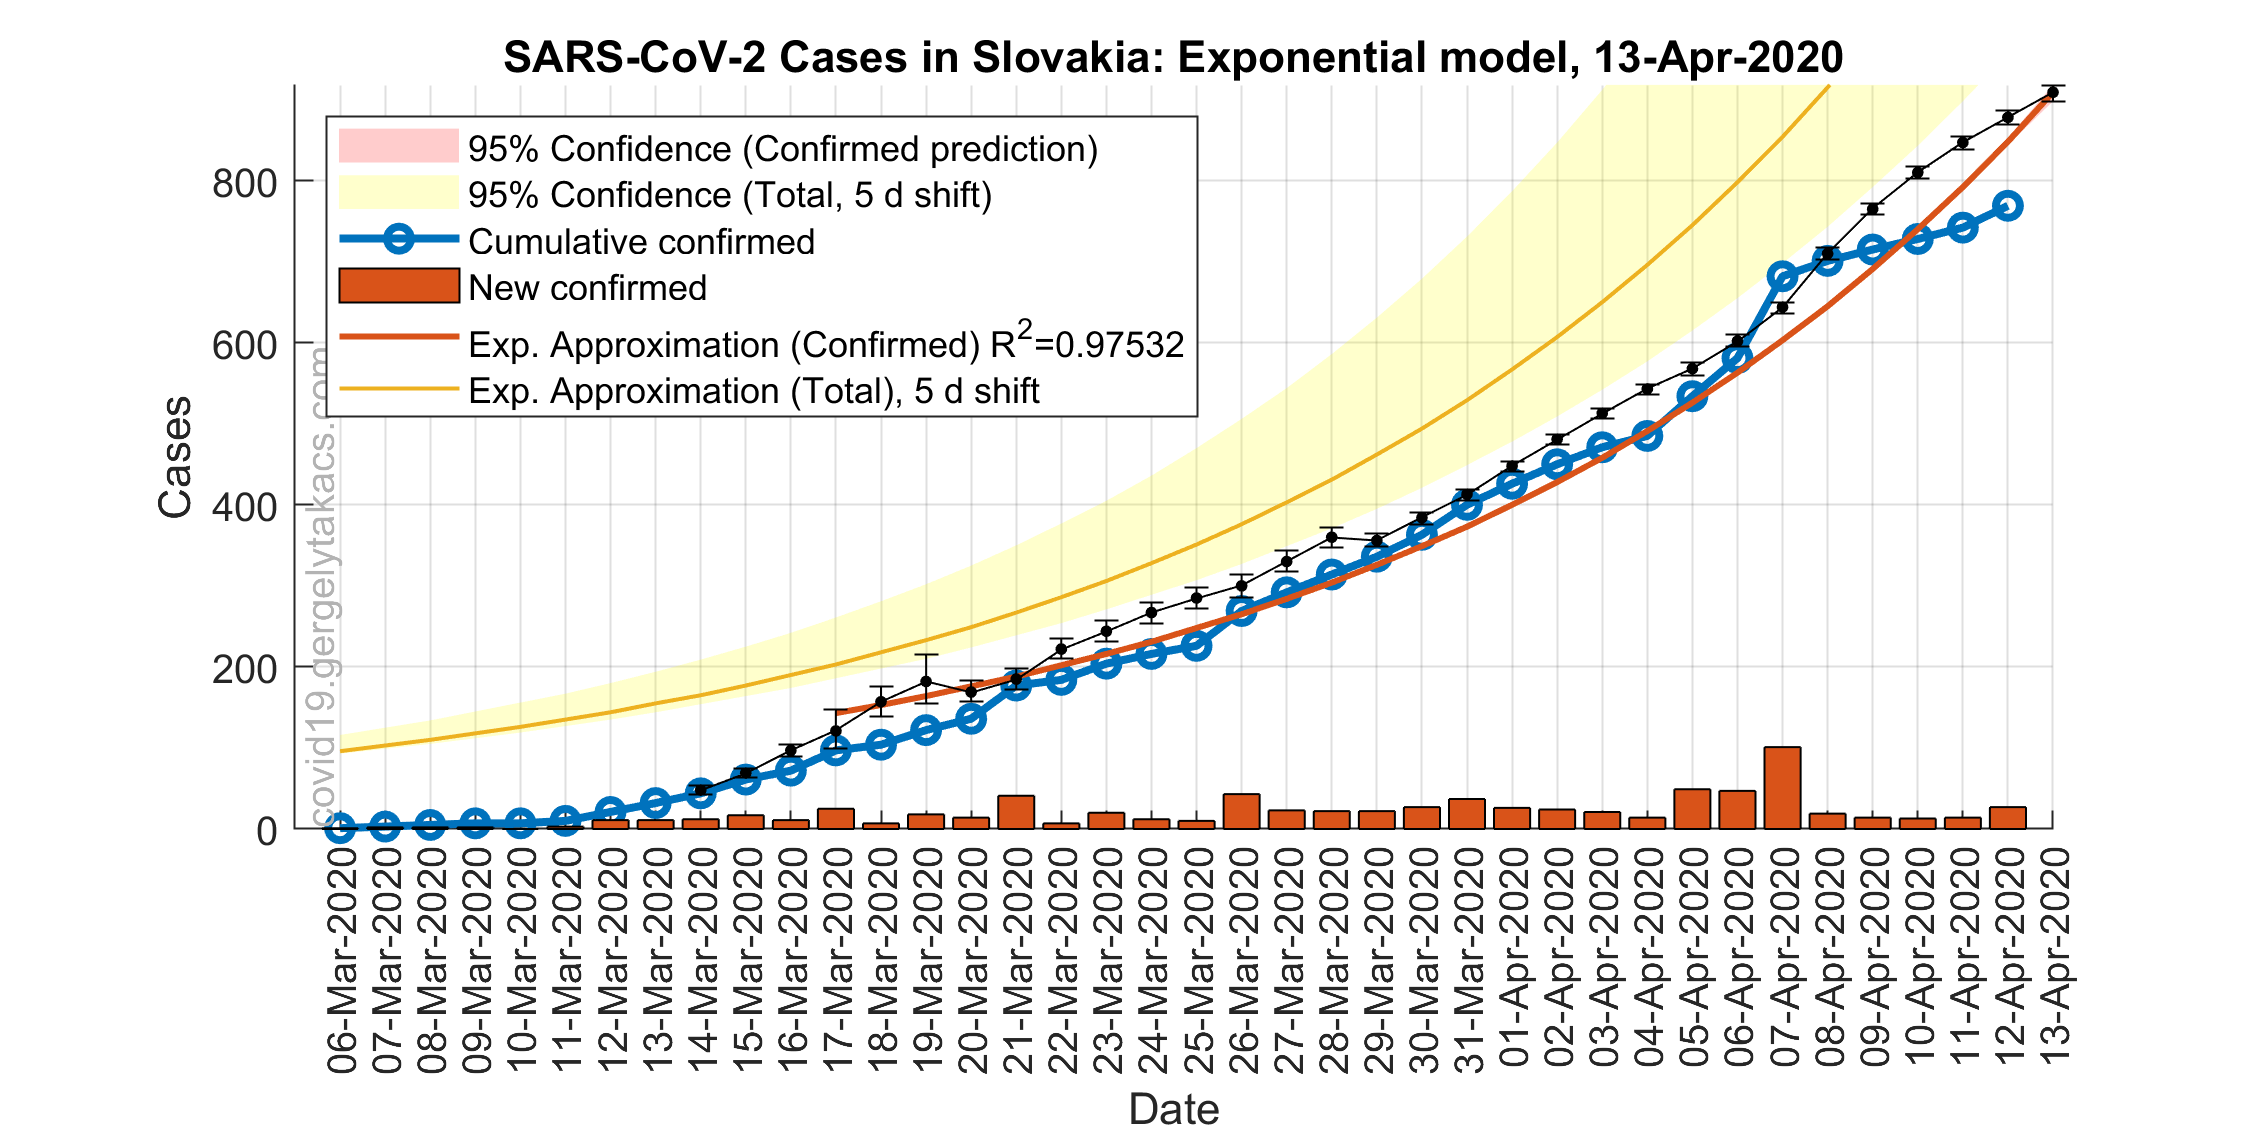 SARS-CoV-2 Cases in Slovakia: Exponential model, 13-Apr-2020
95% Confidence (Confirmed prediction)
95% Confidence (Total, 5 d shift)
Cumulative confirmed
New confirmed
Exp. Approximation (Confirmed) R²=0.97532
Exp. Approximation (Total), 5 d shift
Cases
800
600
400
200
0
covid19.gergelytakacs.com
06-Mar-2020
07-Mar-2020
08-Mar-2020
09-Mar-2020
10-Mar-2020
11-Mar-2020
12-Mar-2020
13-Mar-2020
14-Mar-2020
15-Mar-2020
16-Mar-2020
17-Mar-2020
18-Mar-2020
19-Mar-2020
20-Mar-2020
21-Mar-2020
22-Mar-2020
23-Mar-2020
24-Mar-2020
25-Mar-2020
26-Mar-2020
27-Mar-2020
28-Mar-2020
29-Mar-2020
30-Mar-2020
31-Mar-2020
01-Apr-2020
02-Apr-2020
03-Apr-2020
04-Apr-2020
05-Apr-2020
06-Apr-2020
07-Apr-2020
08-Apr-2020
09-Apr-2020
10-Apr-2020
11-Apr-2020
12-Apr-2020
13-Apr-2020
Date